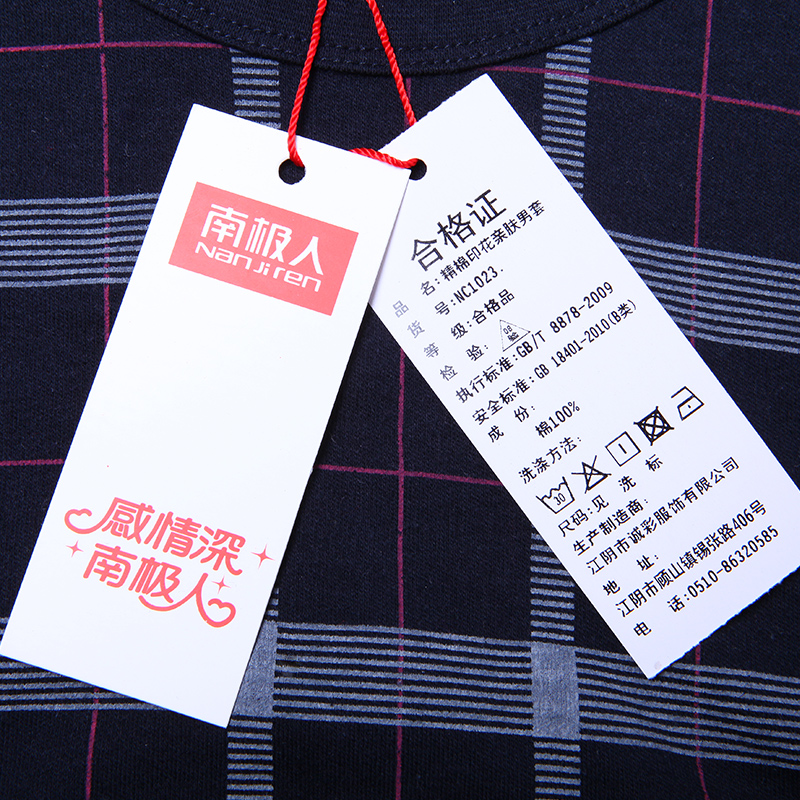 南极人
Nanjiren
感情深
南极人
合格证
品 名:精棉印花亲肤男套
货 号:NC1023.
等 级:合格品
检 验:
08
执行标准:GB/T 8878-2009
安全标准:GB 18401-2010(B类)
成 份:
棉100%
洗涤方法:
30
尺码:见 洗 标
生产制造商:
江阴市诚彩服饰有限公司
地 址:
江阴市顾山镇锡张路406号
电 话:0510-86320585